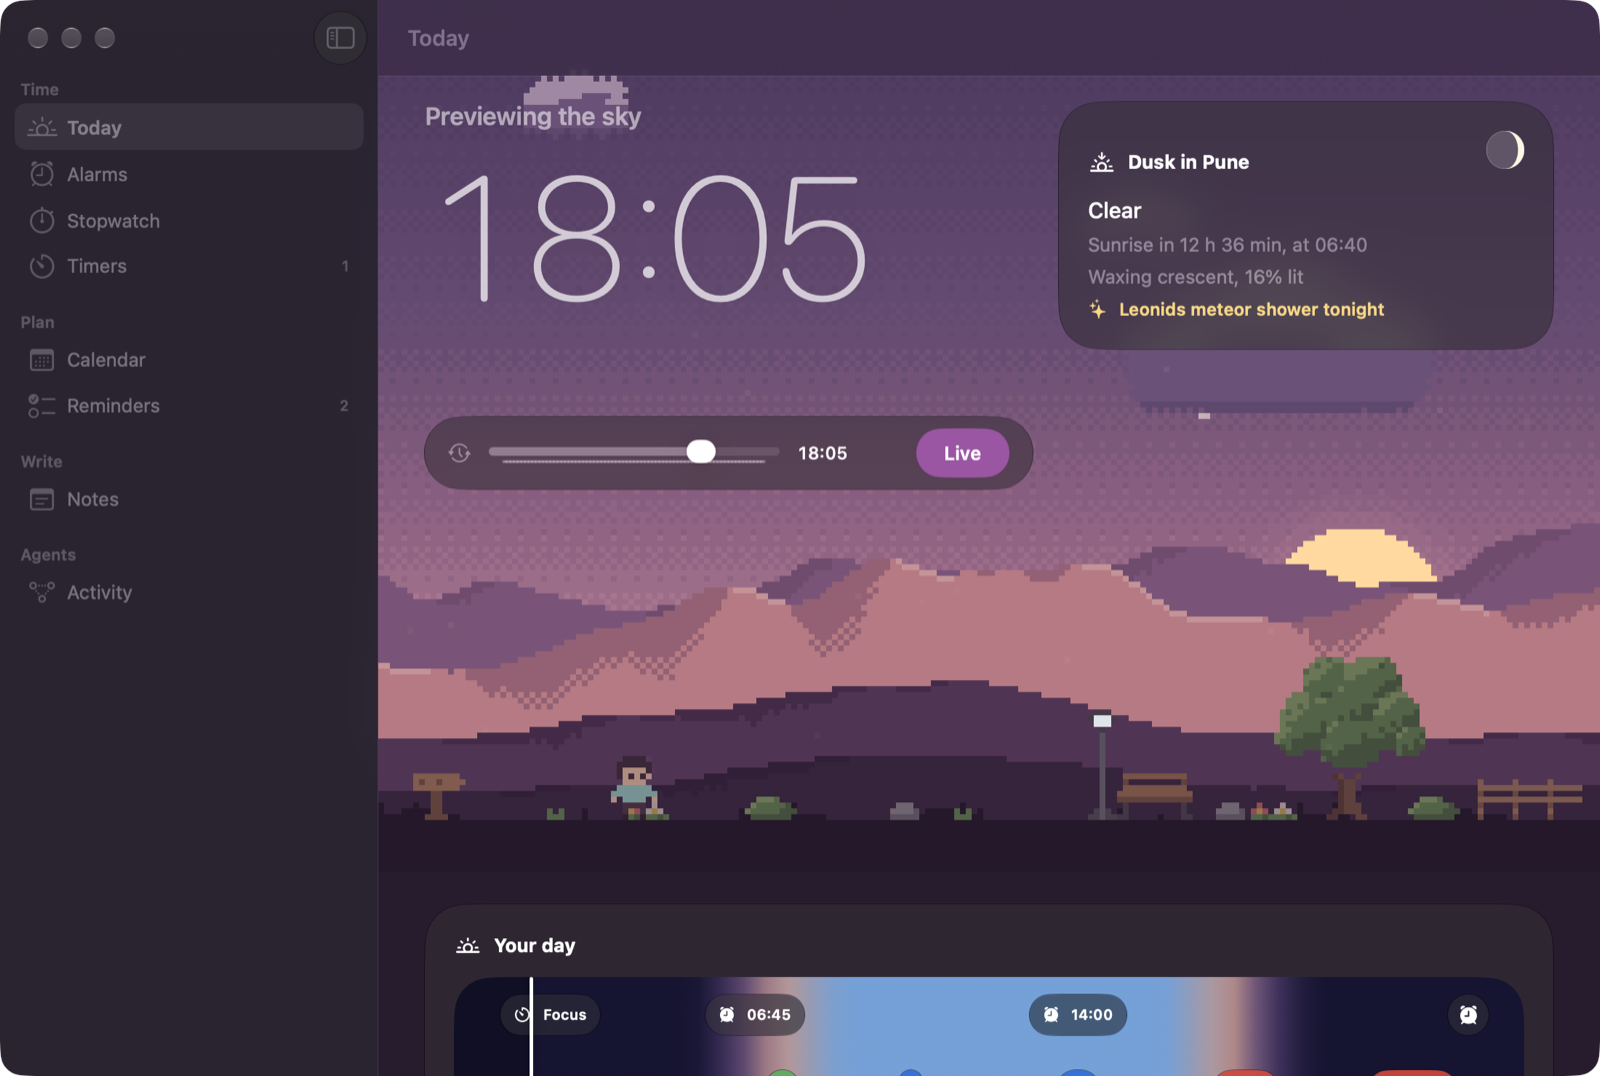 Today
Time
Today
Alarms
Stopwatch
Timers 1
Plan
Calendar
Reminders 2
Write
Notes
Agents
Activity
Previewing the sky
18:05
18:05
Live
Dusk in Pune
Clear
Sunrise in 12 h 36 min, at 06:40
Waxing crescent, 16% lit
Leonids meteor shower tonight
Your day
Focus
06:45
14:00